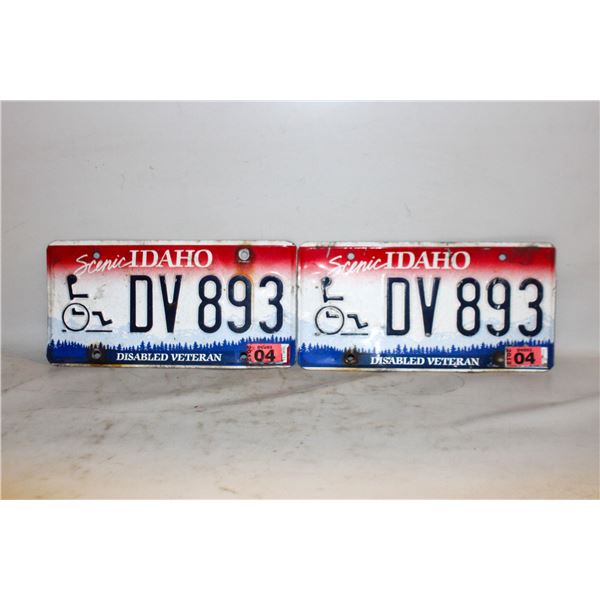 Scenic IDAHO
DV 893
DISABLED VETERAN
04
Scenic IDAHO
DV 893
DISABLED VETERAN
04